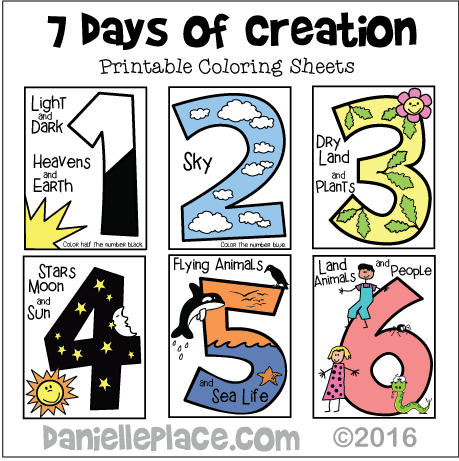 7 Days of Creation
Printable Coloring Sheets
Light
and
Dark
Heavens
and
Earth
1
Color half the number black.
Sky
2
Color the number blue.
Dry
Land
and
Plants
3
Stars
Moon
and
Sun
4
Flying Animals
5
and
Sea Life
Land
Animals
and
People
6
DaniellePlace.com ©2016